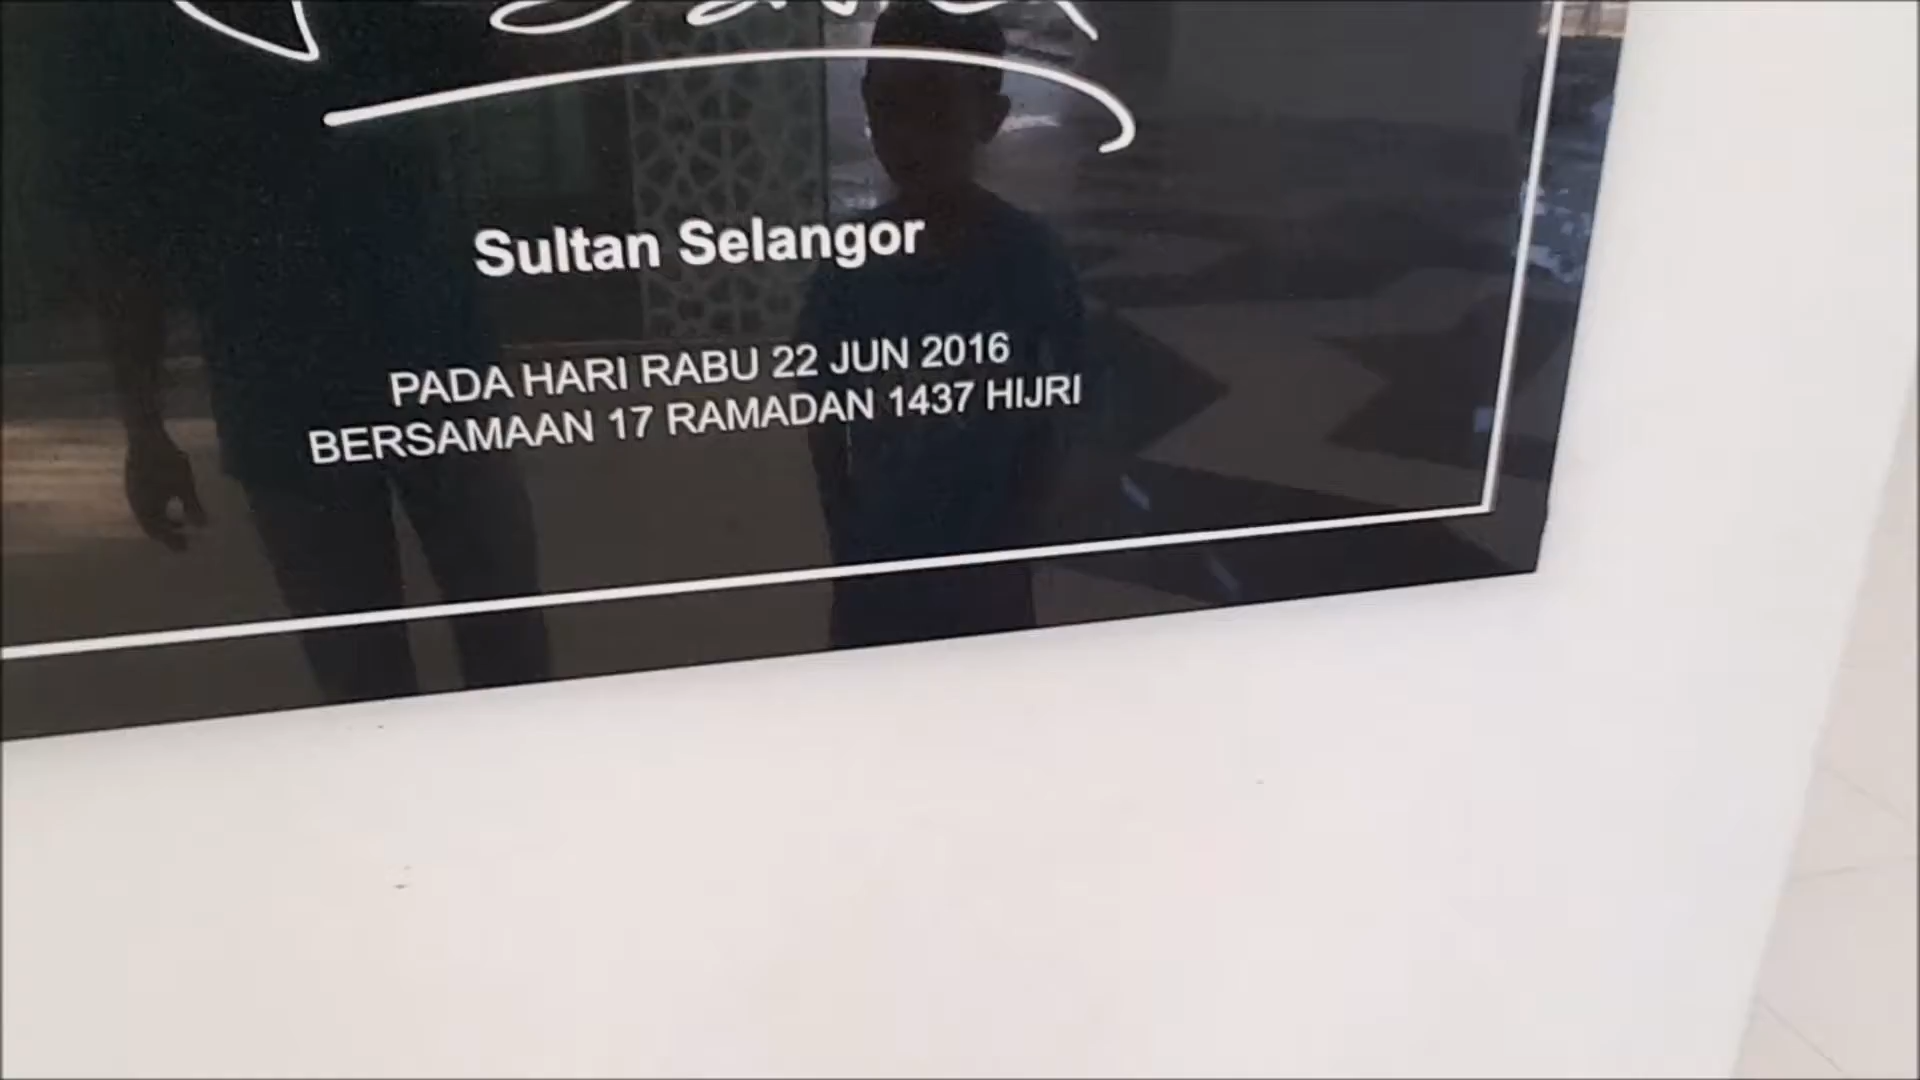 Sultan Selangor
PADA HARI RABU 22 JUN 2016
BERSAMAAN 17 RAMADAN 1437 HIJRI